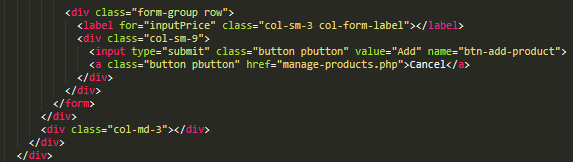 <div class="form-group row">
<label for="inputPrice" class="col-sm-3 col-form-label"></label>
<div class="col-sm-9">
<input type="submit" class="button pbutton" value="Add" name="btn-add-product">
<a class="button pbutton" href="manage-products.php">Cancel</a>
</div>
</div>
</form>
</div>
<div class="col-md-3"></div>
</div>
</div>